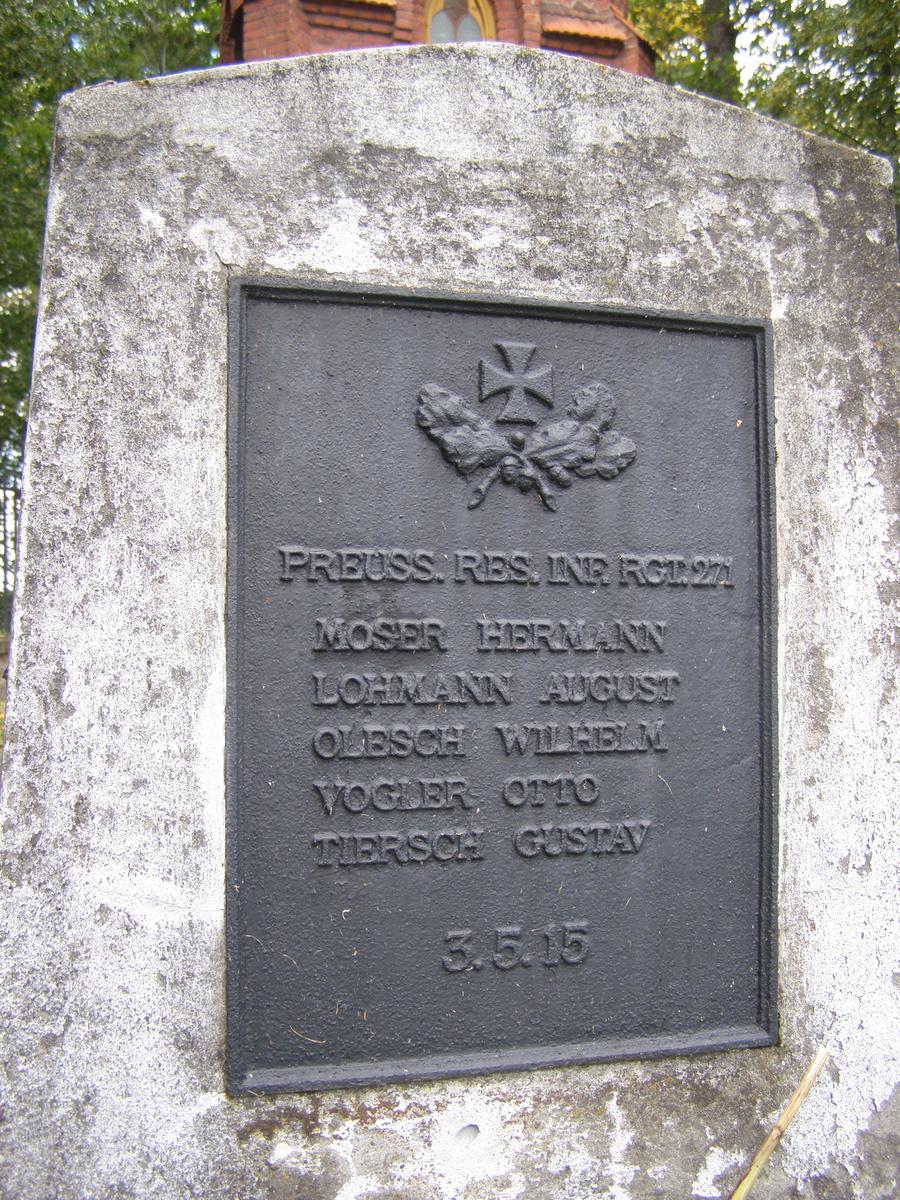 PREUSS. RES. INF. RGT. 271
MOSER HERMANN
LOHMANN AUGUST
OLESCH WILHELM
VOGLER OTTO
TIERSCH GUSTAV
3.5.15